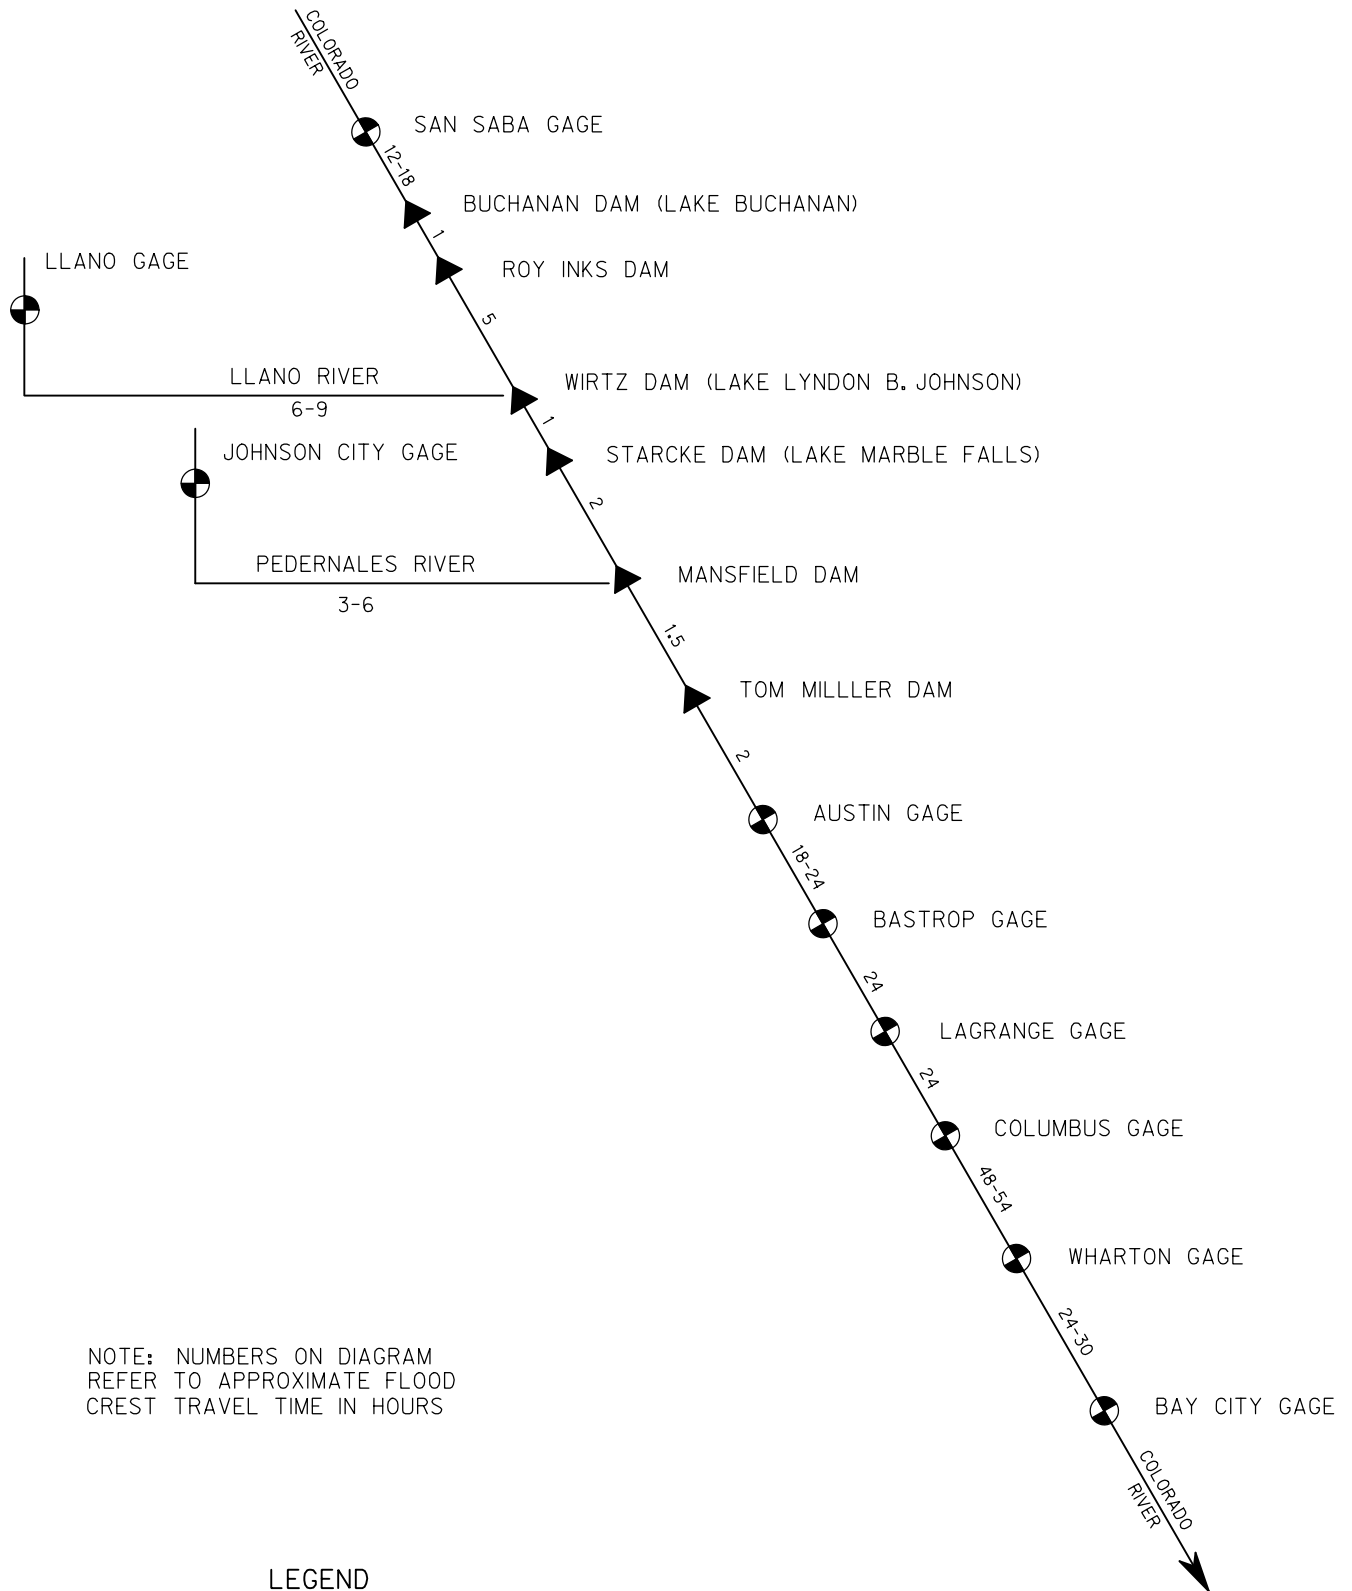 COLORADO
RIVER
SAN SABA GAGE
12-18
BUCHANAN DAM (LAKE BUCHANAN)
1
LLANO GAGE
ROY INKS DAM
5
LLANO RIVER
6-9
WIRTZ DAM (LAKE LYNDON B. JOHNSON)
1
JOHNSON CITY GAGE
STARCKE DAM (LAKE MARBLE FALLS)
2
PEDERNALES RIVER
3-6
MANSFIELD DAM
1.5
TOM MILLLER DAM
2
AUSTIN GAGE
18-24
BASTROP GAGE
24
LAGRANGE GAGE
24
COLUMBUS GAGE
48-54
WHARTON GAGE
24-30
NOTE: NUMBERS ON DIAGRAM
REFER TO APPROXIMATE FLOOD
CREST TRAVEL TIME IN HOURS
BAY CITY GAGE
COLORADO
RIVER
LEGEND